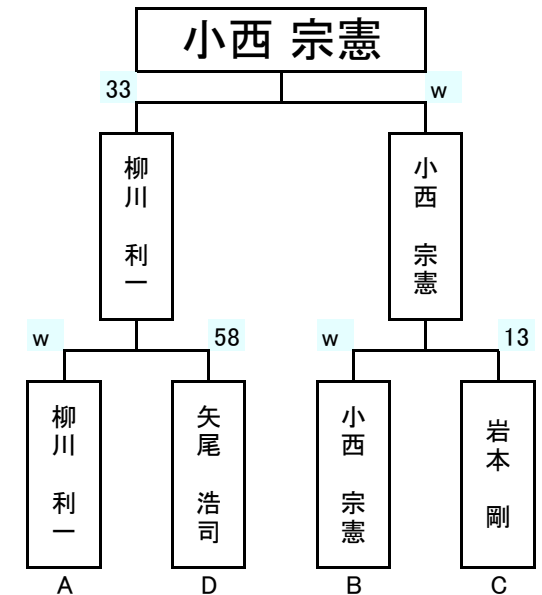 小西 宗憲
33 w
柳川 利一
小西 宗憲
w 58 w 13
柳川 利一
矢尾 浩司
小西 宗憲
岩本 剛
A D B C